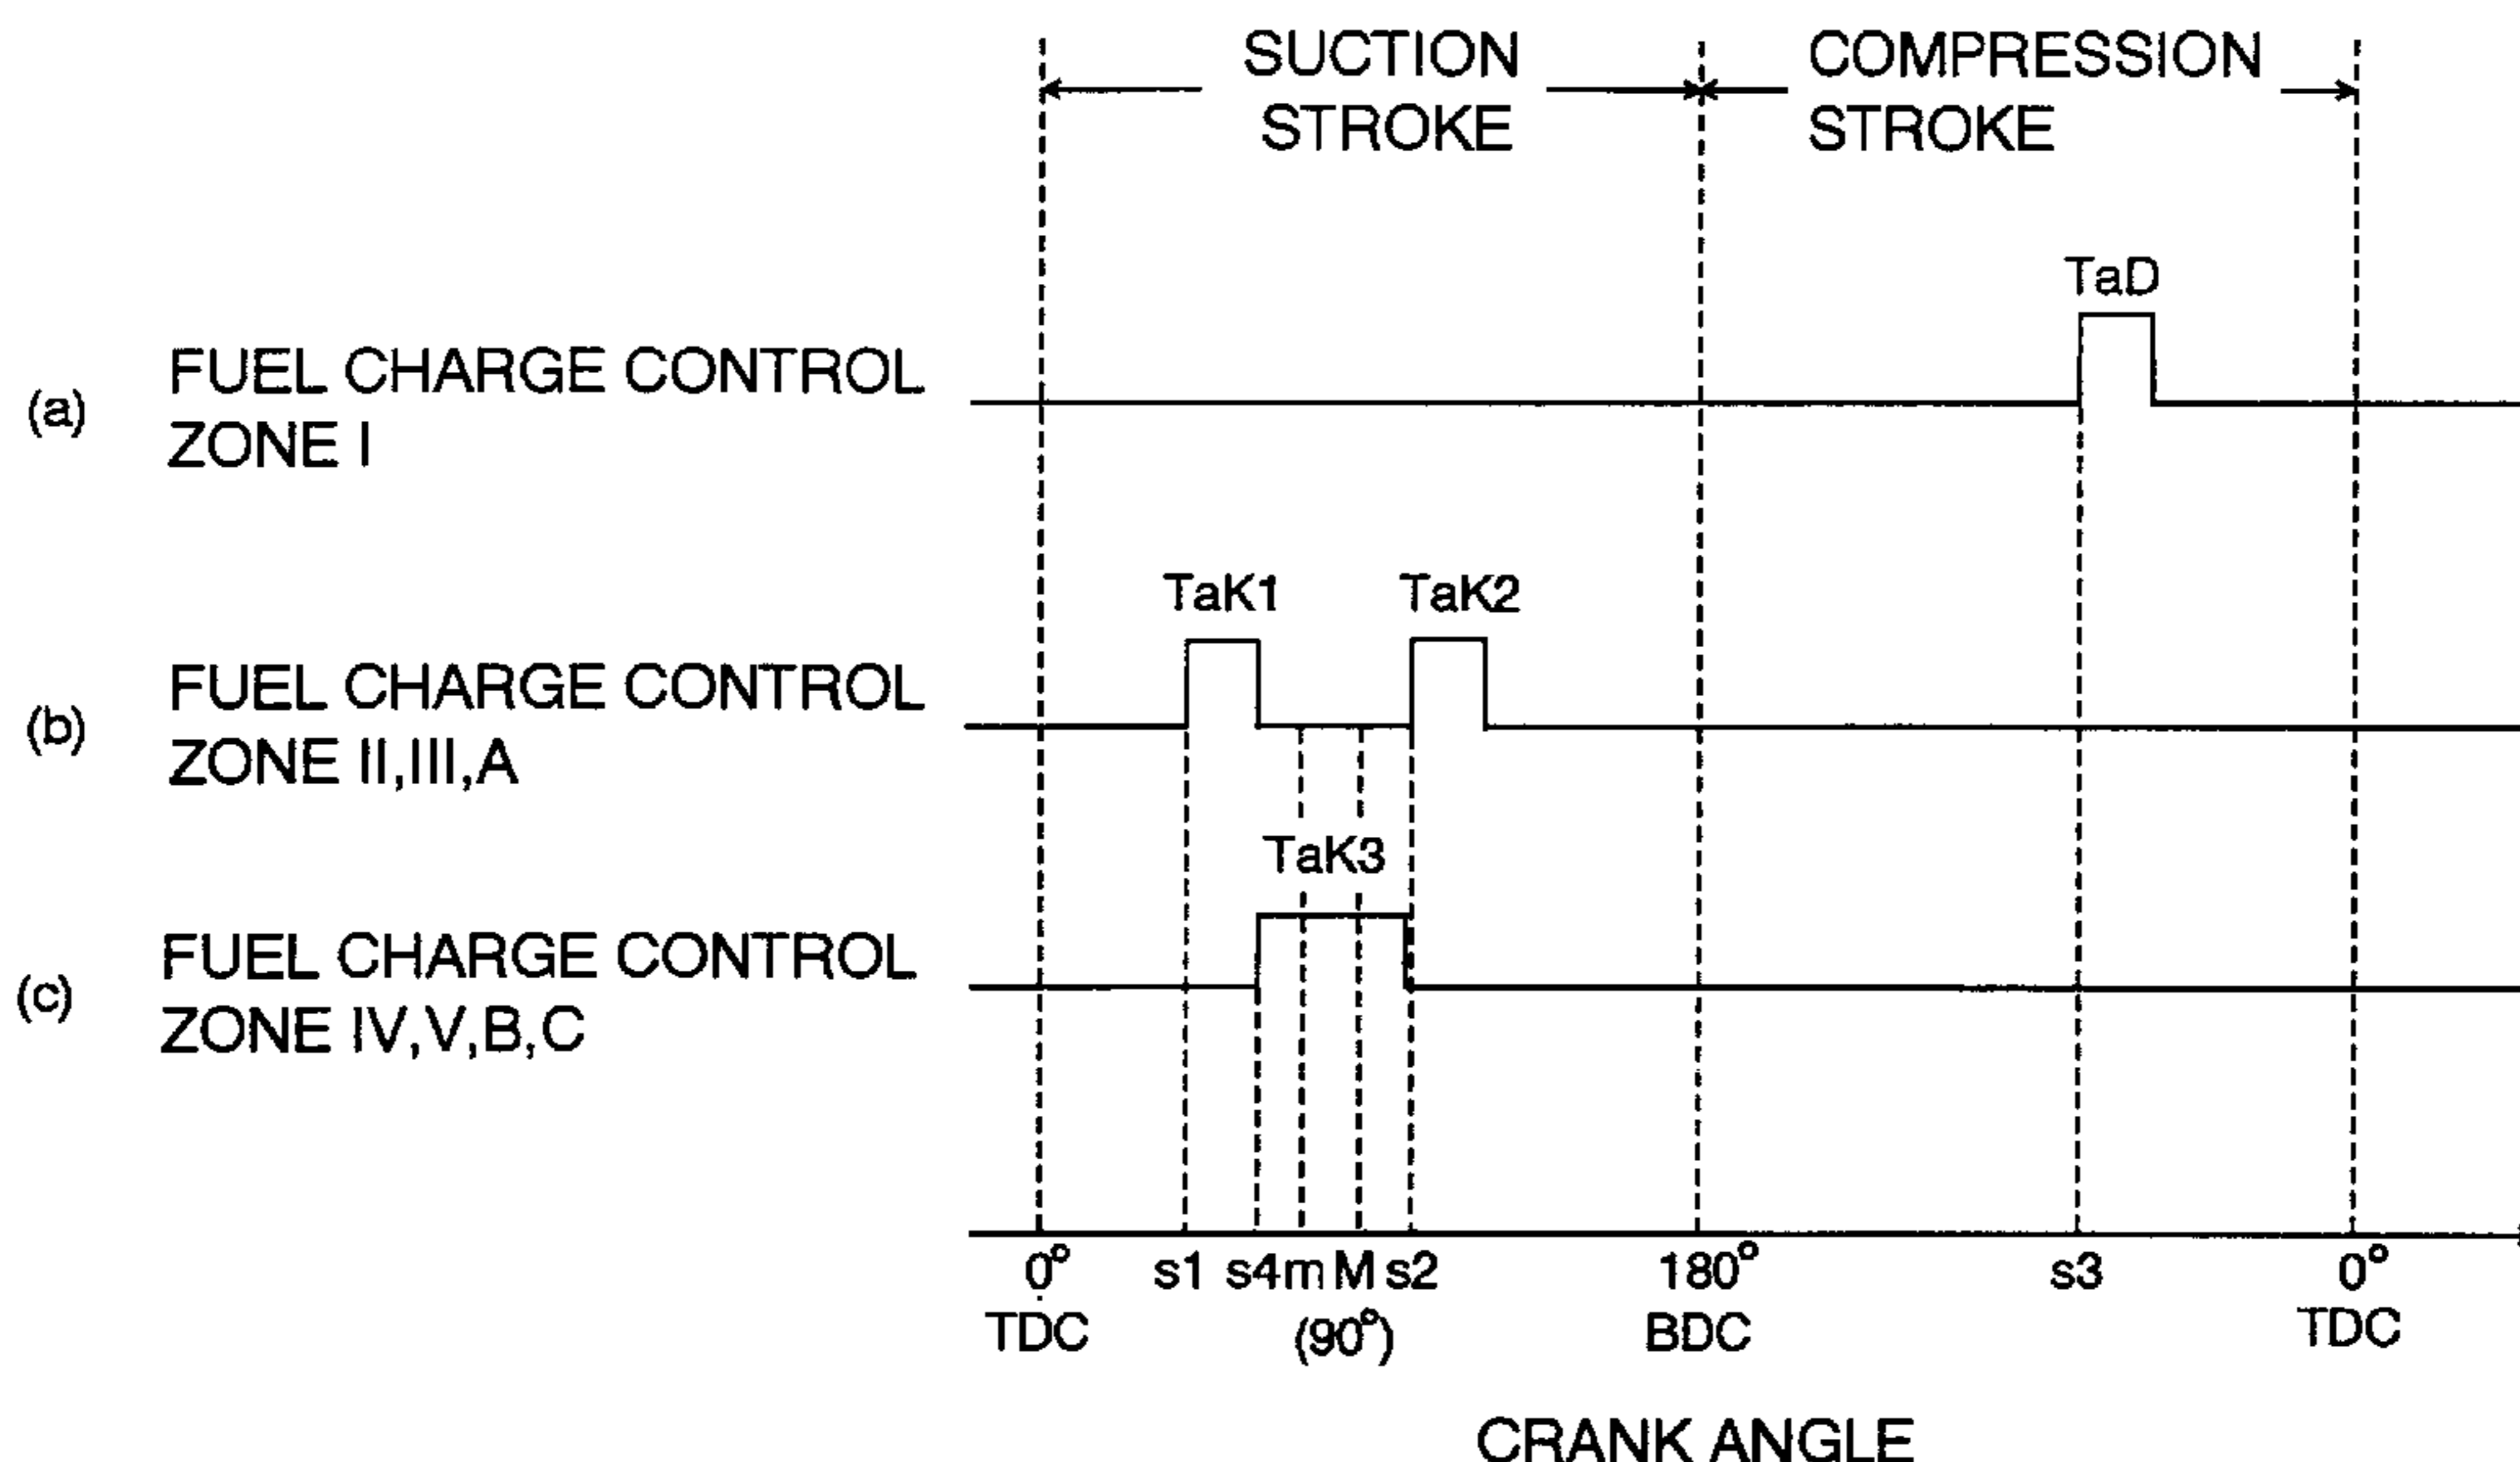 SUCTION
STROKE
COMPRESSION
STROKE
TaD
(a)
FUEL CHARGE CONTROL
ZONE I
TaK1
TaK2
(b)
FUEL CHARGE CONTROL
ZONE II,III,A
TaK3
(c)
FUEL CHARGE CONTROL
ZONE IV,V,B,C
0° s1 s4 m M s2 180° s3 0°
TDC (90°) BDC TDC
CRANK ANGLE